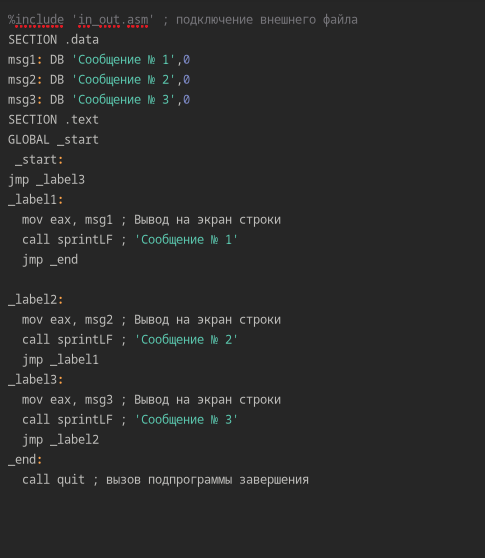 %include 'in_out.asm' ; подключение внешнего файла
SECTION .data
msg1: DB 'Сообщение № 1',0
msg2: DB 'Сообщение № 2',0
msg3: DB 'Сообщение № 3',0
SECTION .text
GLOBAL _start
_start:
jmp _label3
_label1:
mov eax, msg1 ; Вывод на экран строки
call sprintLF ; 'Сообщение № 1'
jmp _end
_label2:
mov eax, msg2 ; Вывод на экран строки
call sprintLF ; 'Сообщение № 2'
jmp _label1
_label3:
mov eax, msg3 ; Вывод на экран строки
call sprintLF ; 'Сообщение № 3'
jmp _label2
_end:
call quit ; вызов подпрограммы завершения